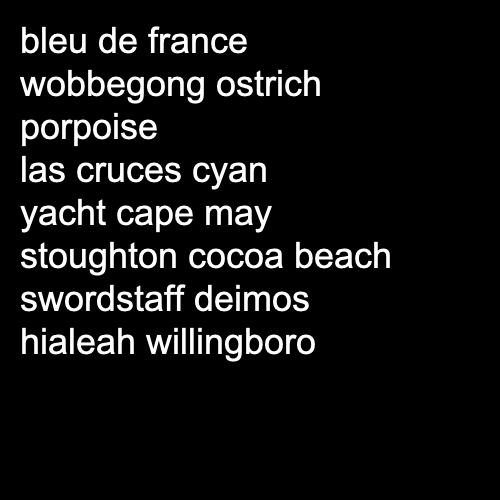 bleu de france
wobbegong ostrich
porpoise
las cruces cyan
yacht cape may
stoughton cocoa beach
swordstaff deimos
hialeah willingboro